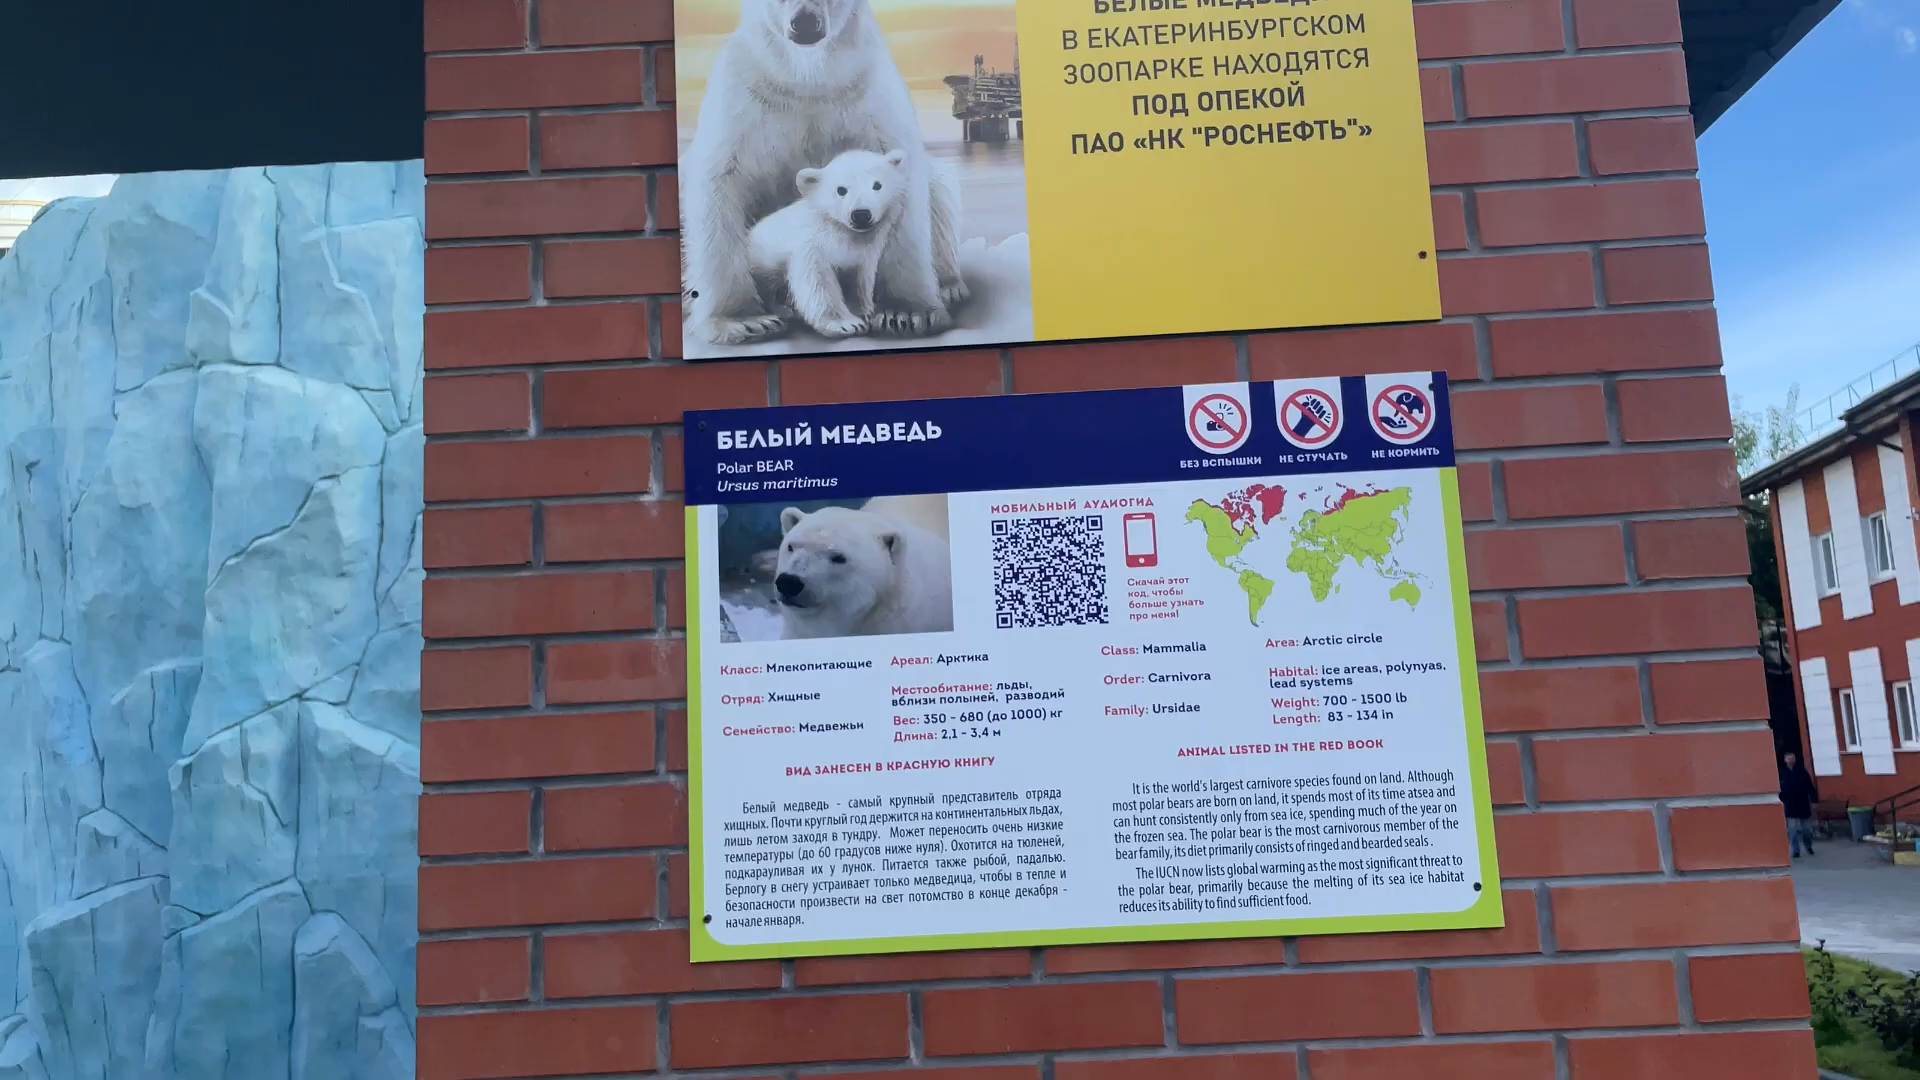 БЕЛЫЕ МЕДВЕДИ
В ЕКАТЕРИНБУРГСКОМ
ЗООПАРКЕ НАХОДЯТСЯ
ПОД ОПЕКОЙ
ПАО «НК "РОСНЕФТЬ"»
БЕЛЫЙ МЕДВЕДЬ
Polar BEAR
Ursus maritimus
БЕЗ ВСПЫШКИ
НЕ СТУЧАТЬ
НЕ КОРМИТЬ
МОБИЛЬНЫЙ АУДИОГИД
Скачай этот
код, чтобы
больше узнать
про меня!
Класс: Млекопитающие
Отряд: Хищные
Семейство: Медвежьи
Ареал: Арктика
Местообитание: льды,
вблизи полыней, разводий
Вес: 350 - 680 (до 1000) кг
Длина: 2,1 - 3,4 м
ВИД ЗАНЕСЕН В КРАСНУЮ КНИГУ
Белый медведь - самый крупный представитель отряда
хищных. Почти круглый год держится на континентальных льдах,
лишь летом заходя в тундру. Может переносить очень низкие
температуры (до 60 градусов ниже нуля). Охотится на тюленей,
подкарауливая их у лунок. Питается также рыбой, падалью.
Берлогу в снегу устраивает только медведица, чтобы в тепле и
безопасности произвести на свет потомство в конце декабря -
начале января.
Class: Mammalia
Order: Carnivora
Family: Ursidae
Area: Arctic circle
Habital: ice areas, polynyas,
lead systems
Weight: 700 - 1500 lb
Length: 83 - 134 in
ANIMAL LISTED IN THE RED BOOK
It is the world's largest carnivore species found on land. Although
most polar bears are born on land, it spends most of its time atsea and
can hunt consistently only from sea ice, spending much of the year on
the frozen sea. The polar bear is the most carnivorous member of the
bear family, its diet primarily consists of ringed and bearded seals .
The IUCN now lists global warming as the most significant threat to
the polar bear, primarily because the melting of its sea ice habitat
reduces its ability to find sufficient food.